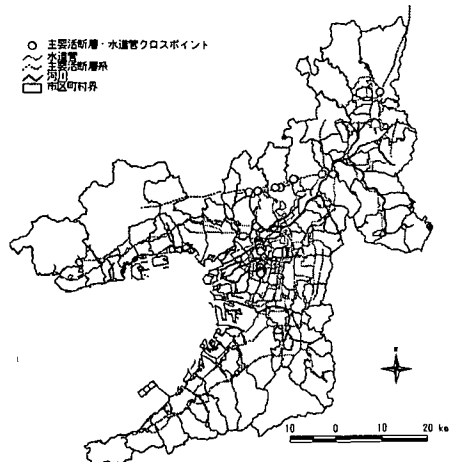 主要活断層・水道管クロスポイント
水道管
主要活断層系
河川
市区町村界
10 0 10 20 km